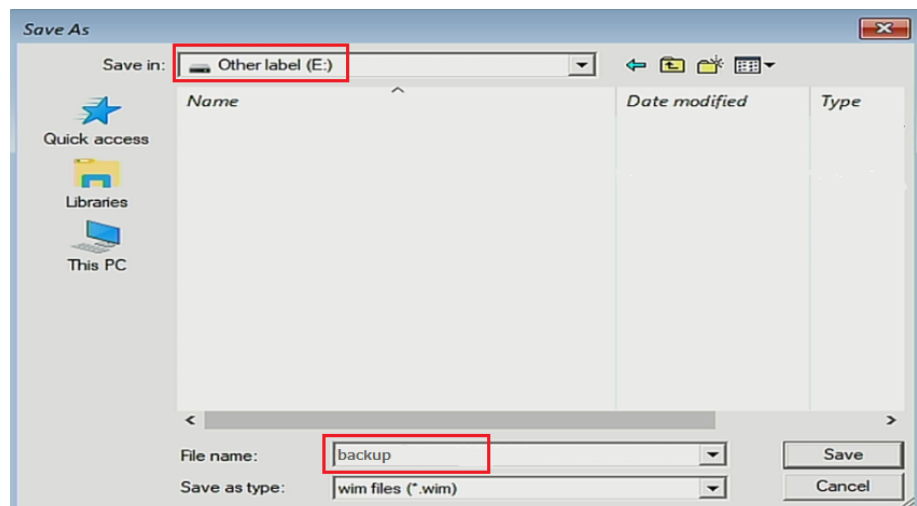 Save As
Save in: Other label (E:)
Name Date modified Type
Quick access
Libraries
This PC
File name: backup Save
Save as type: wim files (*.wim) Cancel